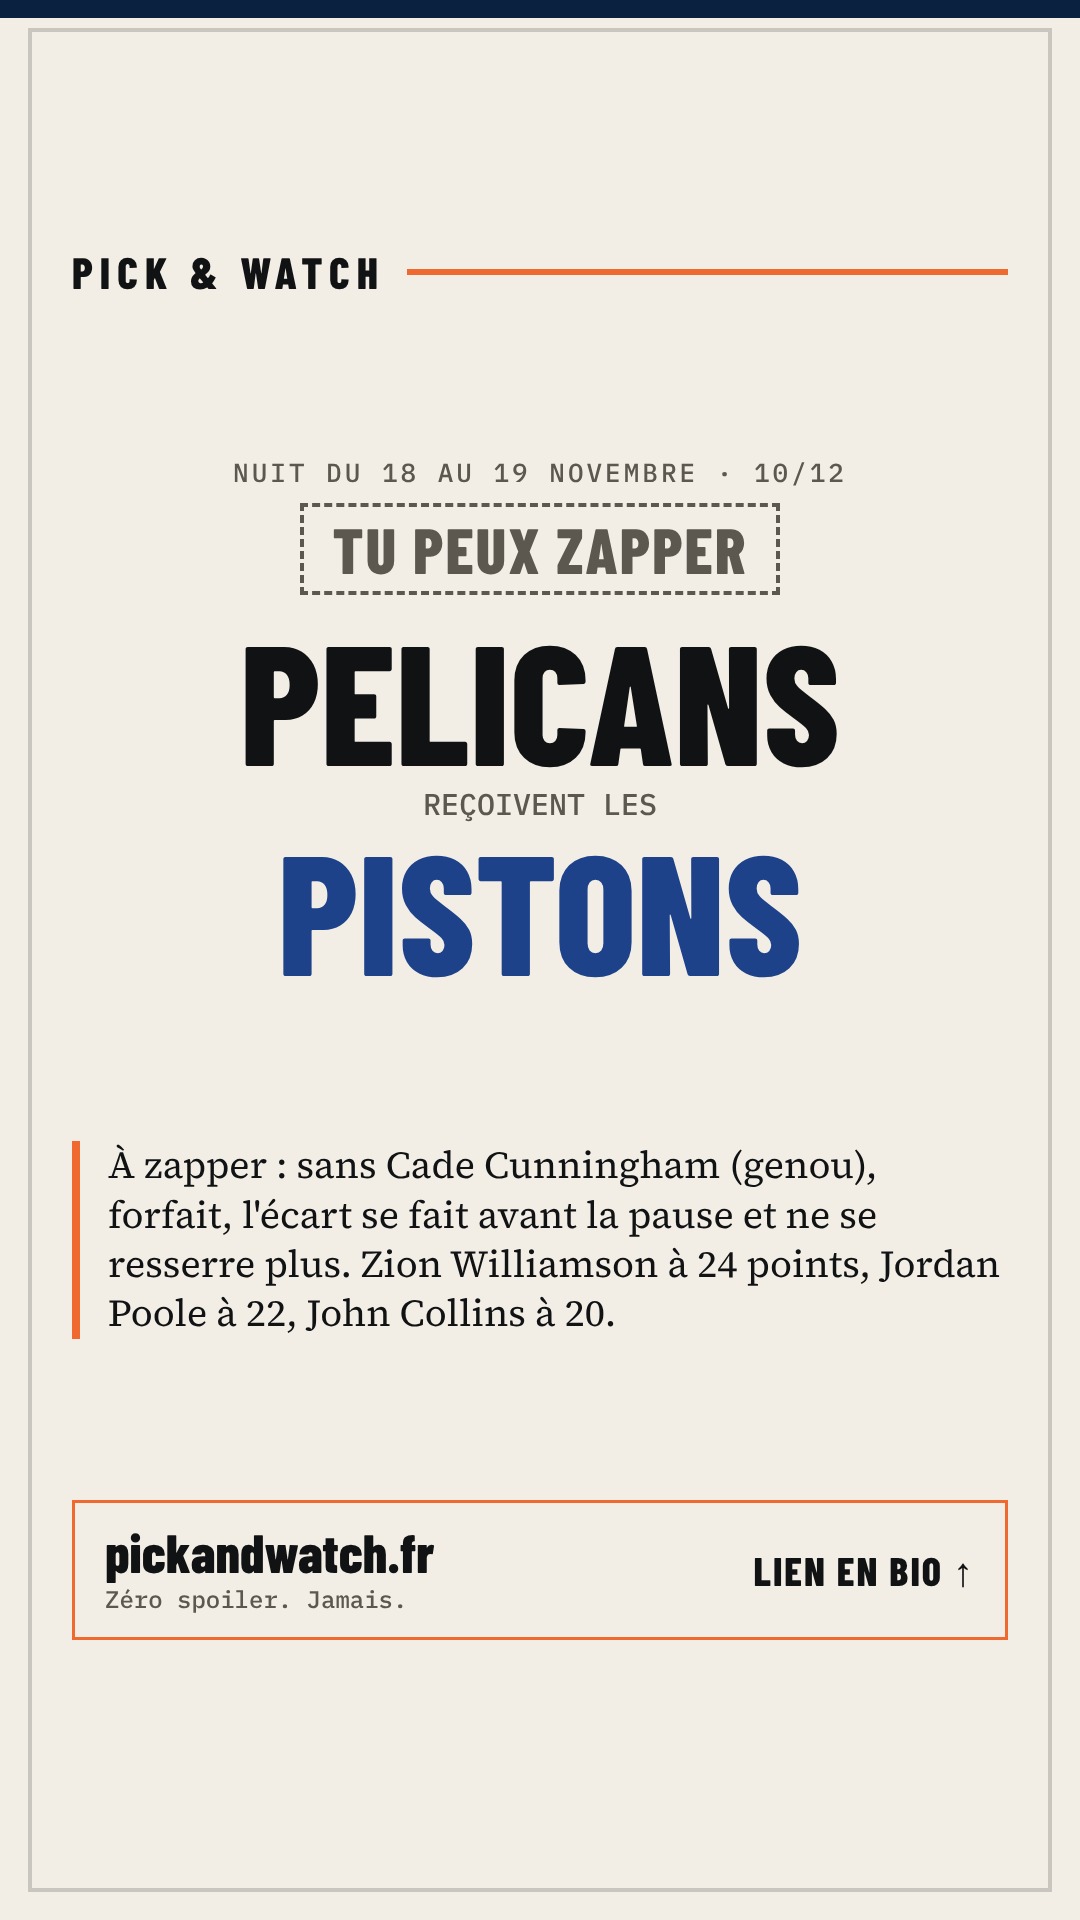 PICK & WATCH
NUIT DU 18 AU 19 NOVEMBRE · 10/12
TU PEUX ZAPPER
PELICANS
REÇOIVENT LES
PISTONS
À zapper : sans Cade Cunningham (genou),
forfait, l'écart se fait avant la pause et ne se
resserre plus. Zion Williamson à 24 points, Jordan
Poole à 22, John Collins à 20.
pickandwatch.fr
Zéro spoiler. Jamais.
LIEN EN BIO ↑